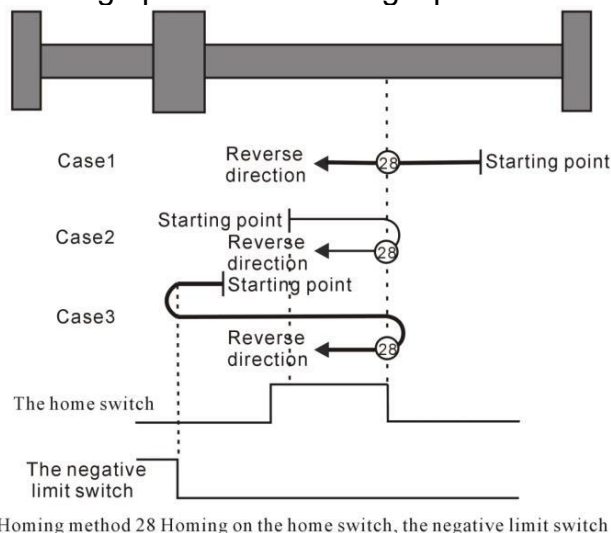 Case1
Reverse
direction
28
Starting point
Case2
Starting point
Reverse
direction
28
Starting point
Case3
Reverse
direction
28
The home switch
The negative
limit switch
Homing method 28 Homing on the home switch, the negative limit switch